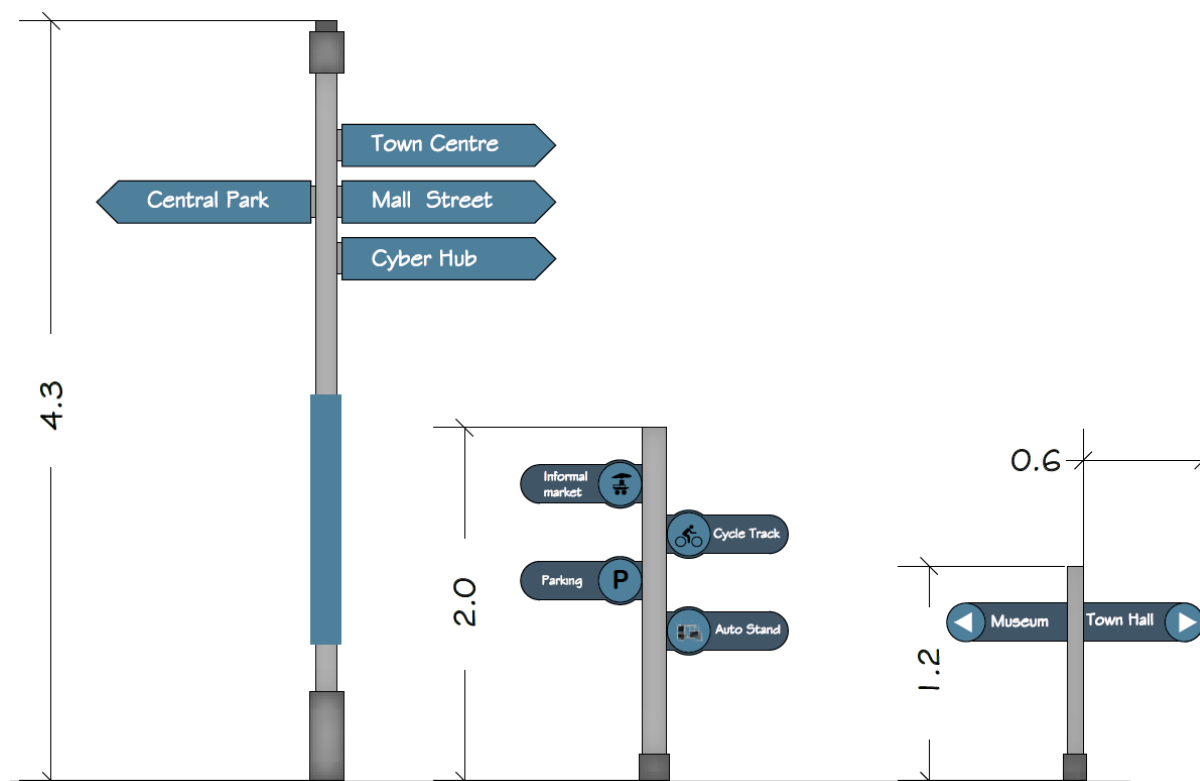 Town Centre
Central Park
Mall Street
Cyber Hub
4.3
Informal
market
Cycle Track
Parking
P
Auto Stand
2.0
0.6
Museum
Town Hall
1.2